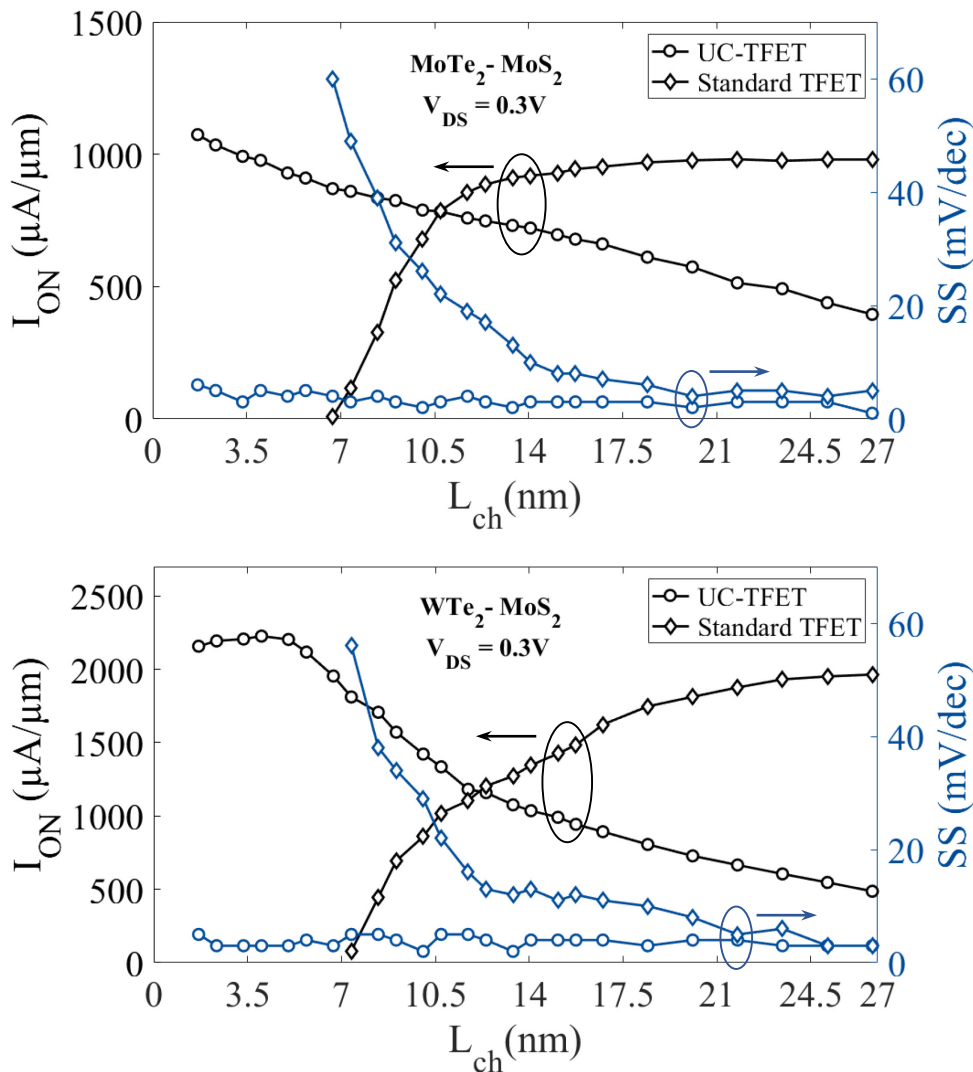 1500
1000
500
0
I_ON (µA/µm)
MoTe₂- MoS₂
V_DS = 0.3V
UC-TFET
Standard TFET
60
40
20
0
SS (mV/dec)
0 3.5 7 10.5 14 17.5 21 24.5 27
L_ch(nm)
2500
2000
1500
1000
500
0
I_ON (µA/µm)
WTe₂- MoS₂
V_DS = 0.3V
UC-TFET
Standard TFET
60
40
20
0
SS (mV/dec)
0 3.5 7 10.5 14 17.5 21 24.5 27
L_ch(nm)